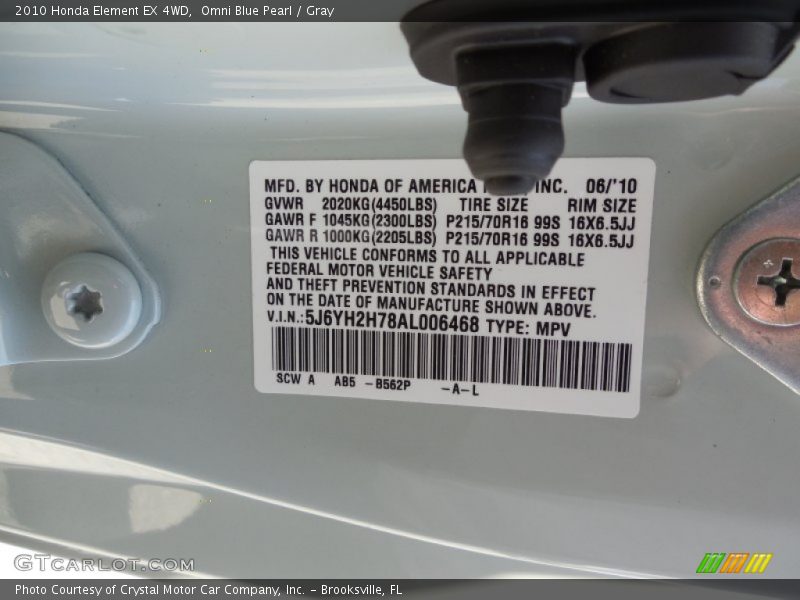 2010 Honda Element EX 4WD,  Omni Blue Pearl / Gray
MFD. BY HONDA OF AMERICA INC. 06/'10
GVWR 2020KG(4450LBS) TIRE SIZE RIM SIZE
GAWR F 1045KG(2300LBS) P215/70R16 99S 16X6.5JJ
GAWR R 1000KG(2205LBS) P215/70R16 99S 16X6.5JJ
THIS VEHICLE CONFORMS TO ALL APPLICABLE
FEDERAL MOTOR VEHICLE SAFETY
AND THEFT PREVENTION STANDARDS IN EFFECT
ON THE DATE OF MANUFACTURE SHOWN ABOVE.
V.I.N.:5J6YH2H78AL006468 TYPE: MPV
SCW A AB5 -B562P -A-L
GTCARLOT.COM
Photo Courtesy of Crystal Motor Car Company, Inc. – Brooksville, FL